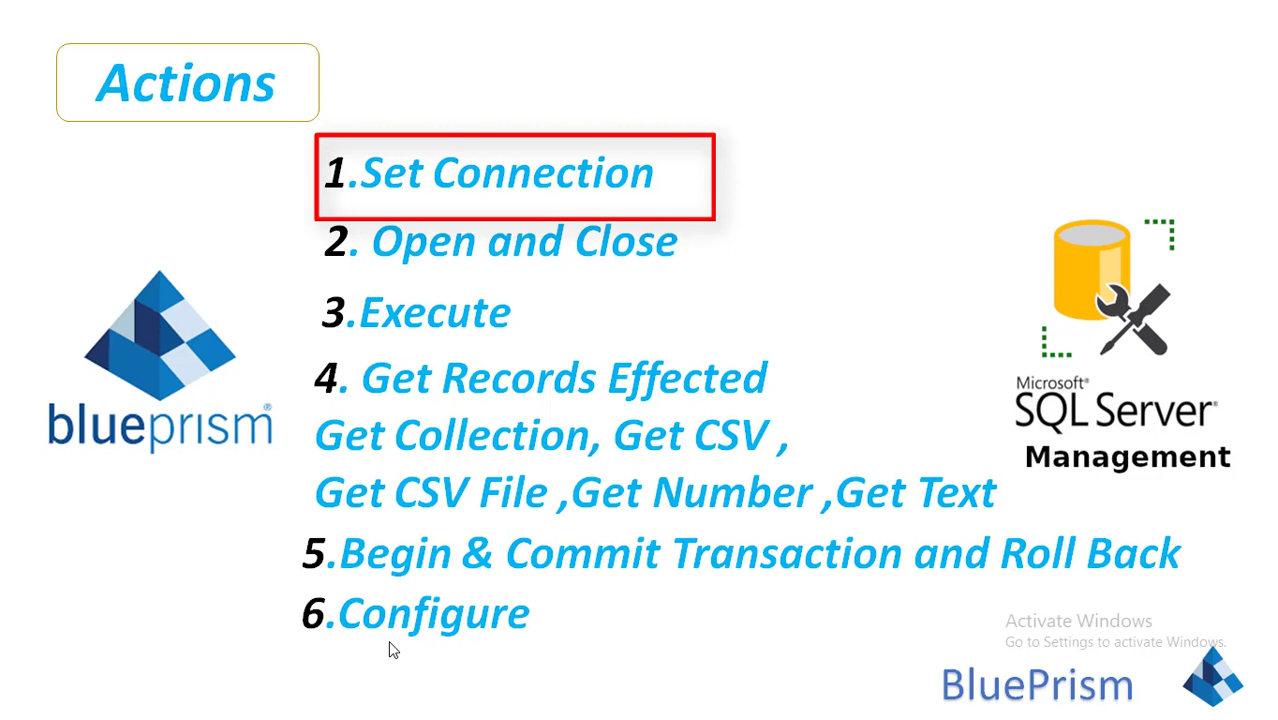 Actions
1.Set Connection
2. Open and Close
3.Execute
4. Get Records Effected
Get Collection, Get CSV ,
Get CSV File ,Get Number ,Get Text
5.Begin & Commit Transaction and Roll Back
6.Configure
blueprism®
Microsoft®
SQL Server®
Management
Activate Windows
Go to Settings to activate Windows.
BluePrism